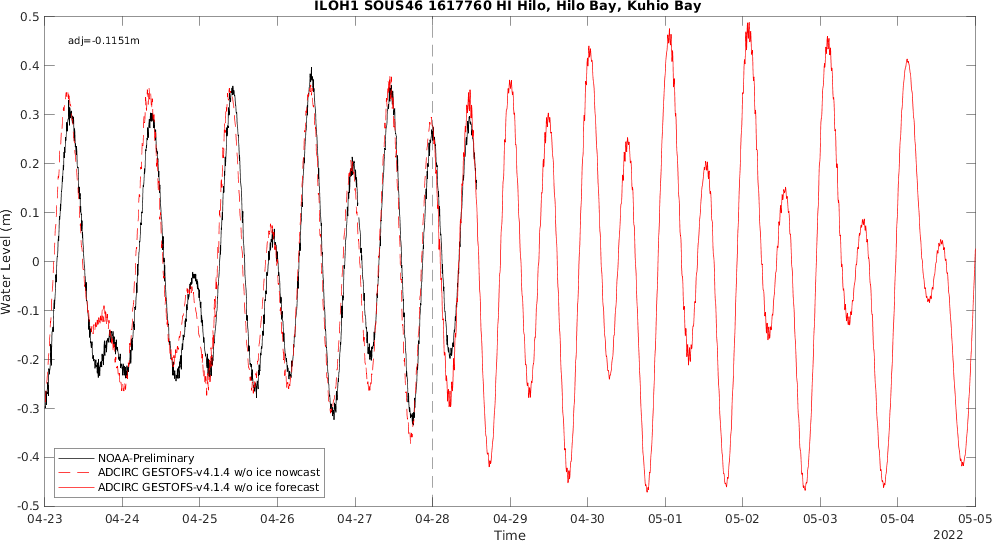 ILOH1 SOUS46 1617760 HI Hilo, Hilo Bay, Kuhio Bay
adj=-0.1151m
0.5
0.4
0.3
0.2
0.1
0
-0.1
-0.2
-0.3
-0.4
-0.5
Water Level (m)
NOAA-Preliminary
ADCIRC GESTOFS-v4.1.4 w/o ice nowcast
ADCIRC GESTOFS-v4.1.4 w/o ice forecast
04-23 04-24 04-25 04-26 04-27 04-28 04-29 04-30 05-01 05-02 05-03 05-04 05-05
Time
2022